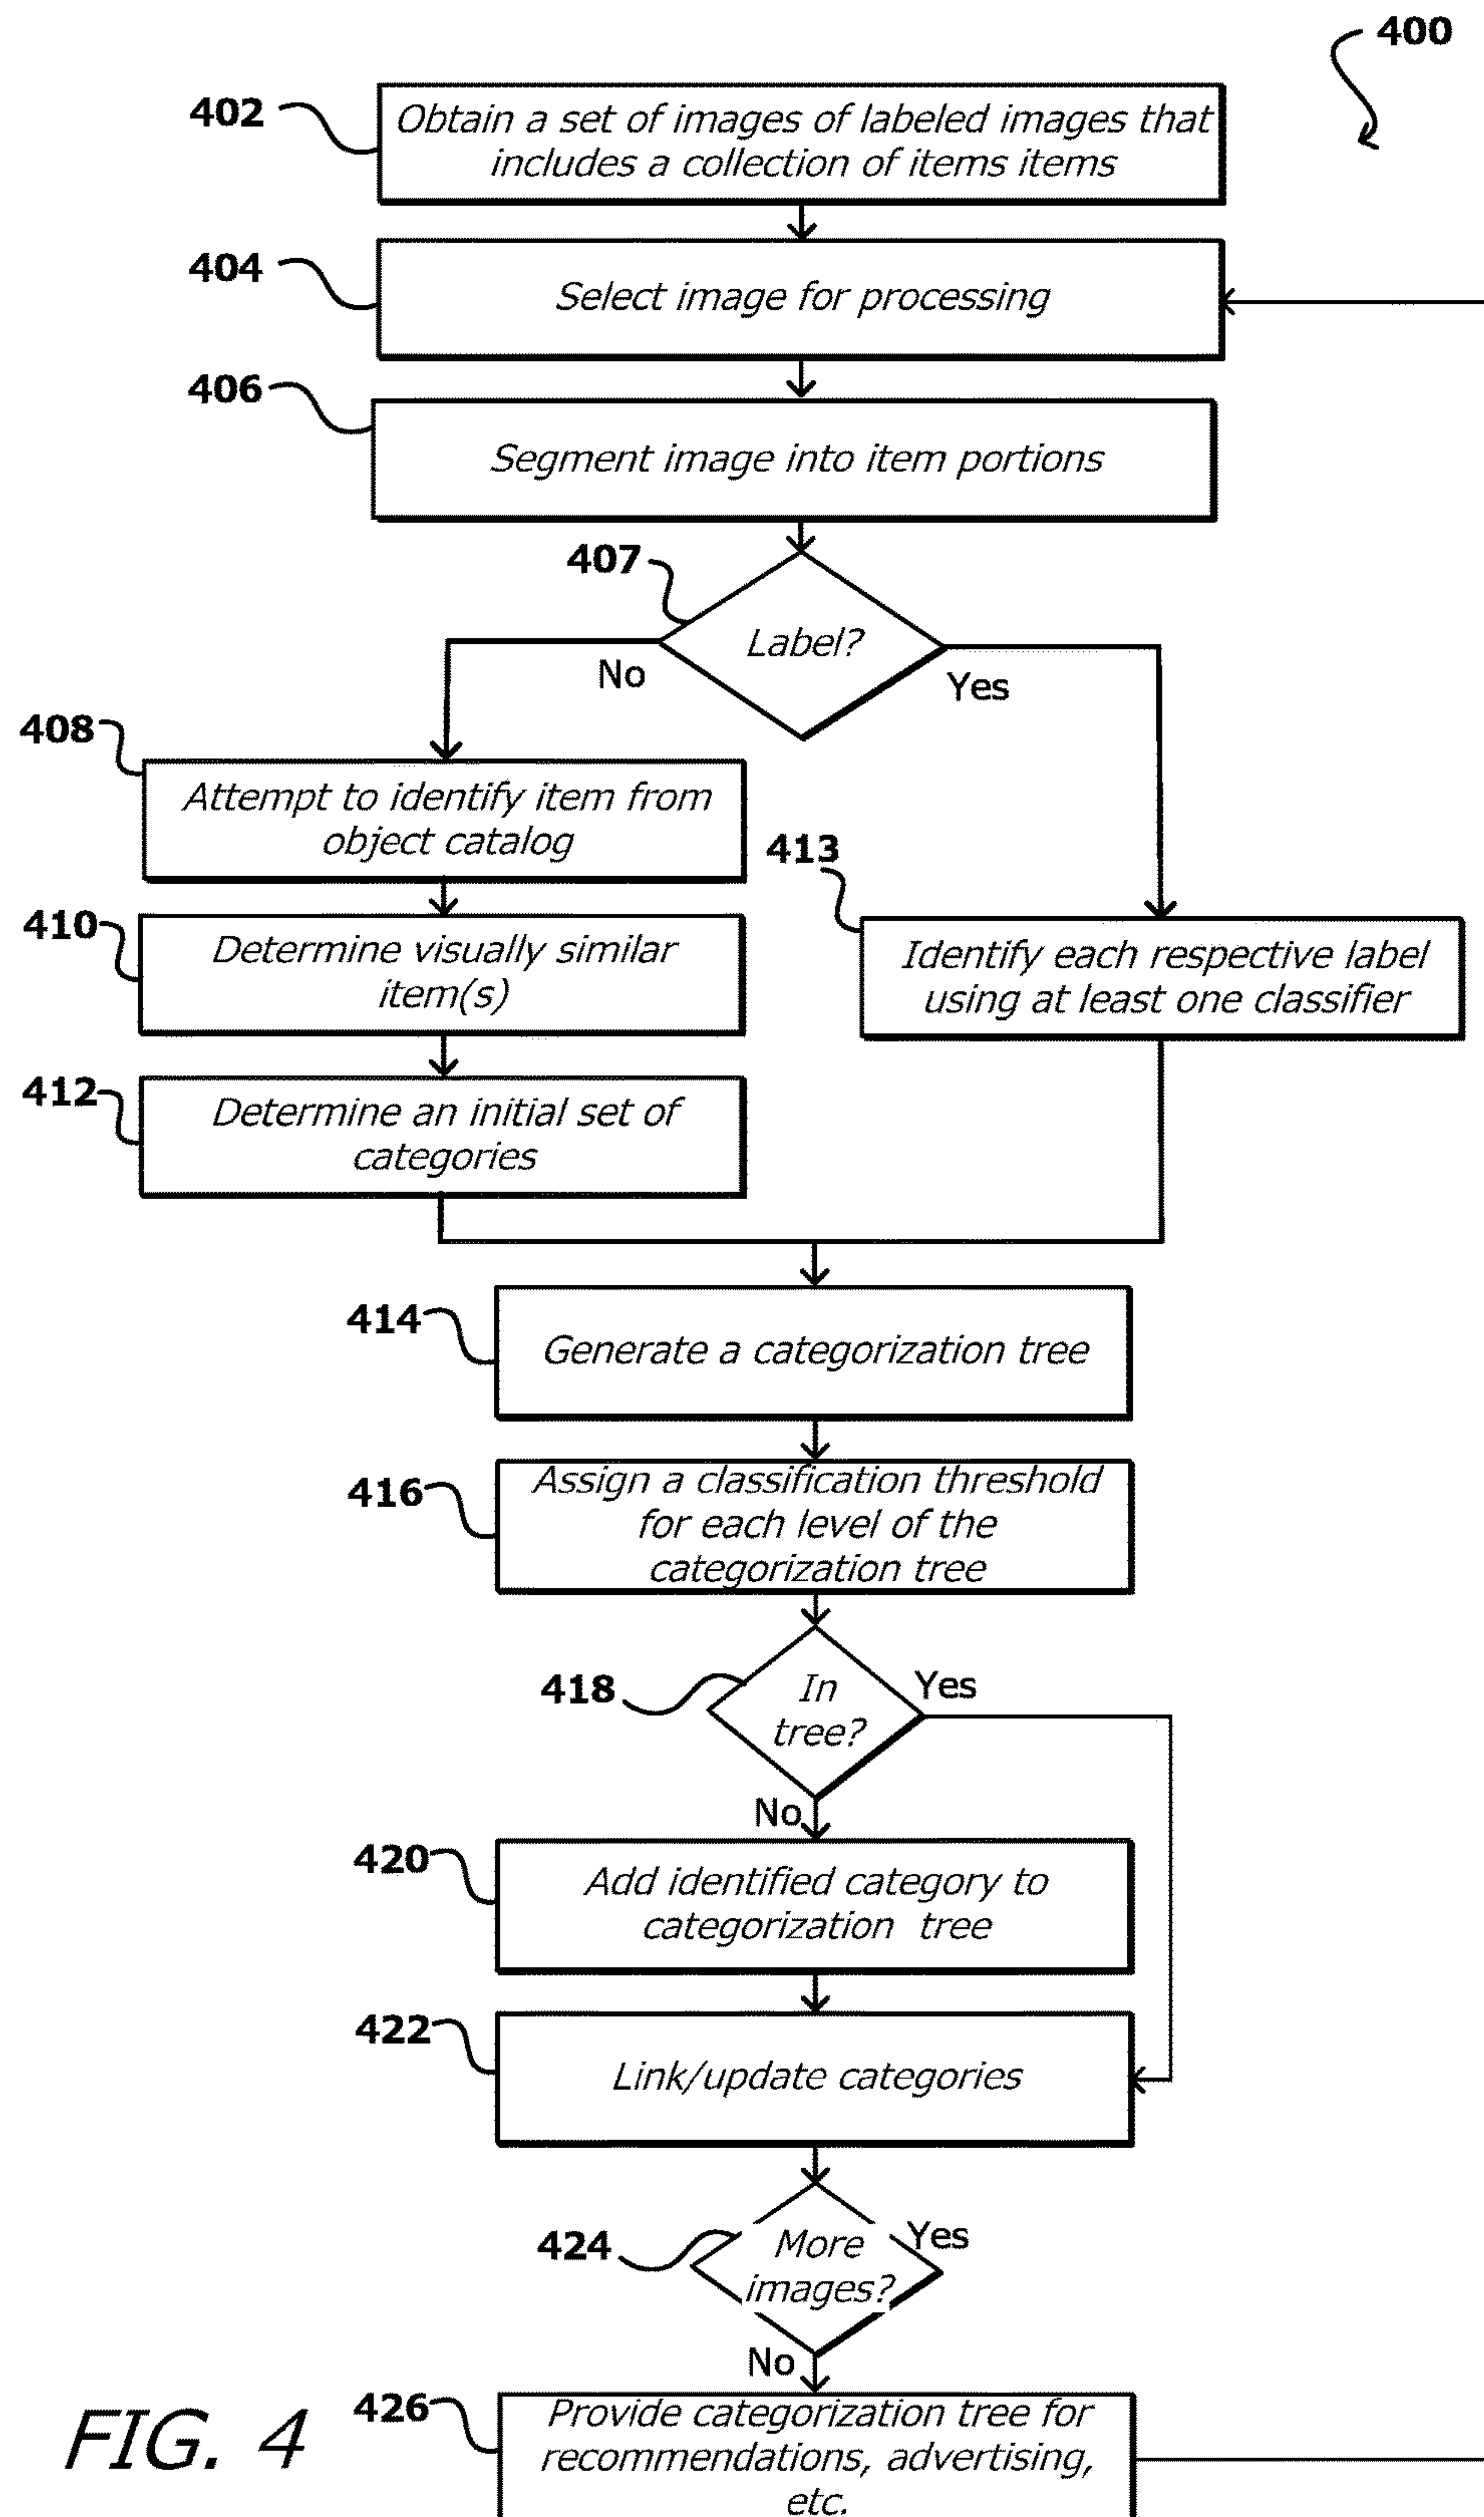 400
402
Obtain a set of images of labeled images that
includes a collection of items items
404
Select image for processing
406
Segment image into item portions
407
Label?
No
Yes
408
Attempt to identify item from
object catalog
413
410
Determine visually similar
item(s)
Identify each respective label
using at least one classifier
412
Determine an initial set of
categories
414
Generate a categorization tree
416
Assign a classification threshold
for each level of the
categorization tree
418
In
tree?
Yes
No
420
Add identified category to
categorization tree
422
Link/update categories
424
More
images?
Yes
No
426
Provide categorization tree for
recommendations, advertising,
etc.
FIG. 4